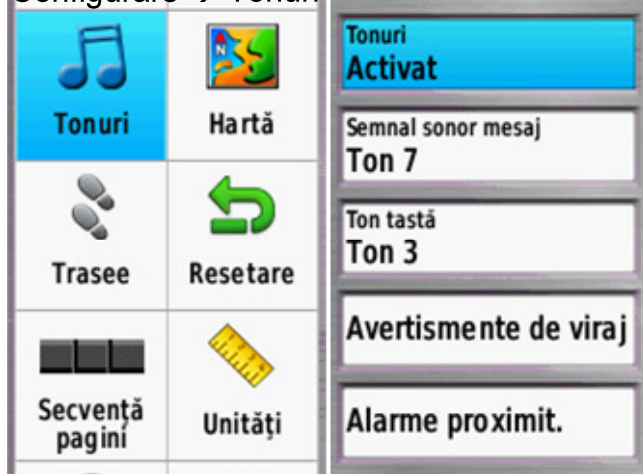 Configurare → Tonuri
Tonuri
Hartă
Trasee
Resetare
Secvență
pagini
Unități
Tonuri
Activat
Semnal sonor mesaj
Ton 7
Ton tastă
Ton 3
Avertismente de viraj
Alarme proximit.